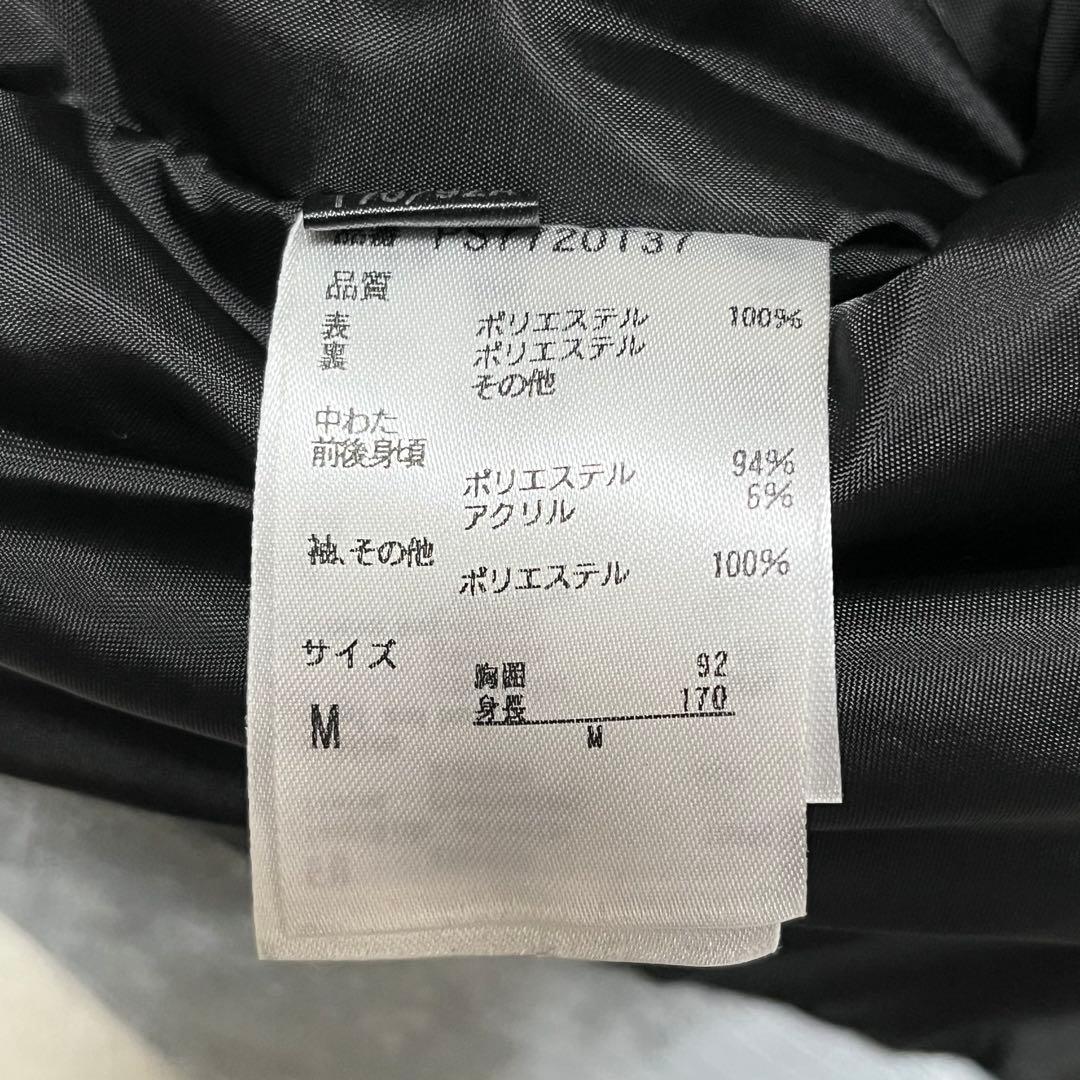 品質
表 ポリエステル 100%
裏 ポリエステル
その他
中わた
前後身頃
ポリエステル 94%
アクリル 6%
袖、その他
ポリエステル 100%
サイズ 胸囲 92
身長 170
M M